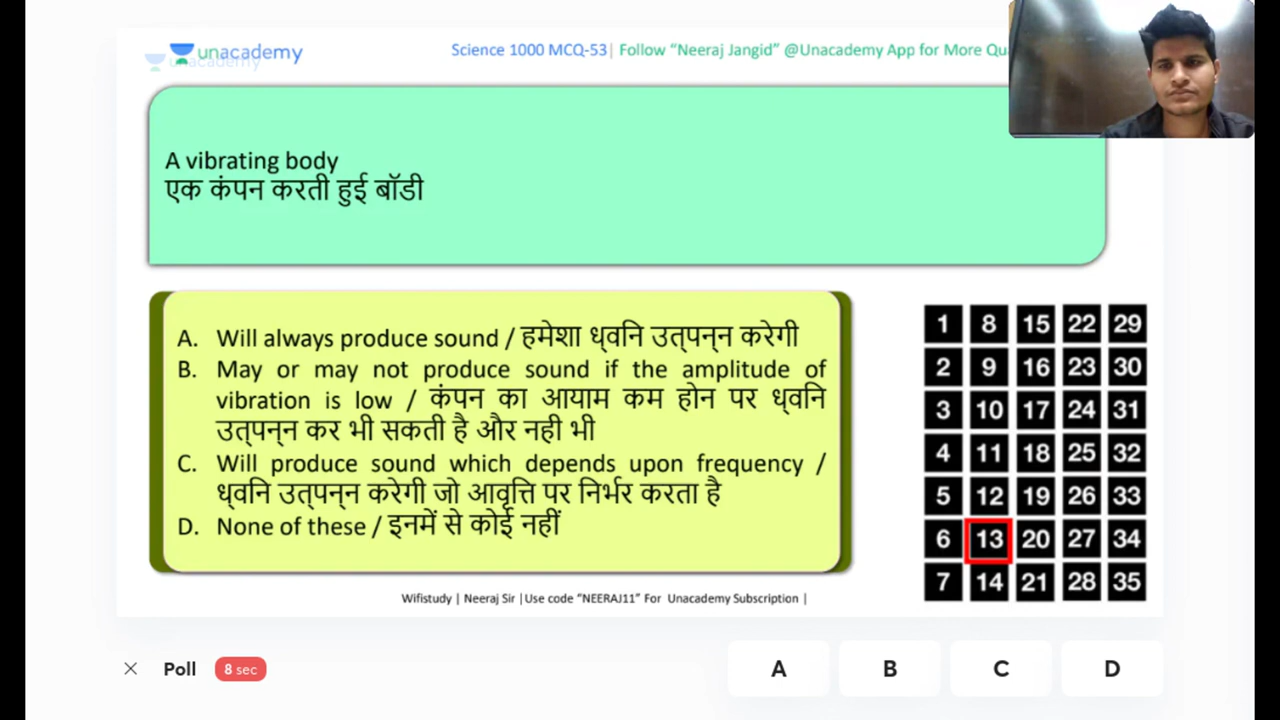 unacademy
unacademy
Science 1000 MCQ-53| Follow “Neeraj Jangid” @Unacademy App for More
A vibrating body
एक कंपन करती हुई बॉडी
A. Will always produce sound / हमेशा ध्वनि उत्पन्न करेगी
B. May or may not produce sound if the amplitude of
vibration is low / कंपन का आयाम कम होन पर ध्वनि
उत्पन्न कर भी सकती है और नही भी
C. Will produce sound which depends upon frequency /
ध्वनि उत्पन्न करेगी जो आवृत्ति पर निर्भर करता है
D. None of these / इनमें से कोई नहीं
1 8 15 22 29
2 9 16 23 30
3 10 17 24 31
4 11 18 25 32
5 12 19 26 33
6 13 20 27 34
7 14 21 28 35
Wifistudy | Neeraj Sir |Use code “NEERAJ11” For Unacademy Subscription |
× Poll 8 sec A B C D